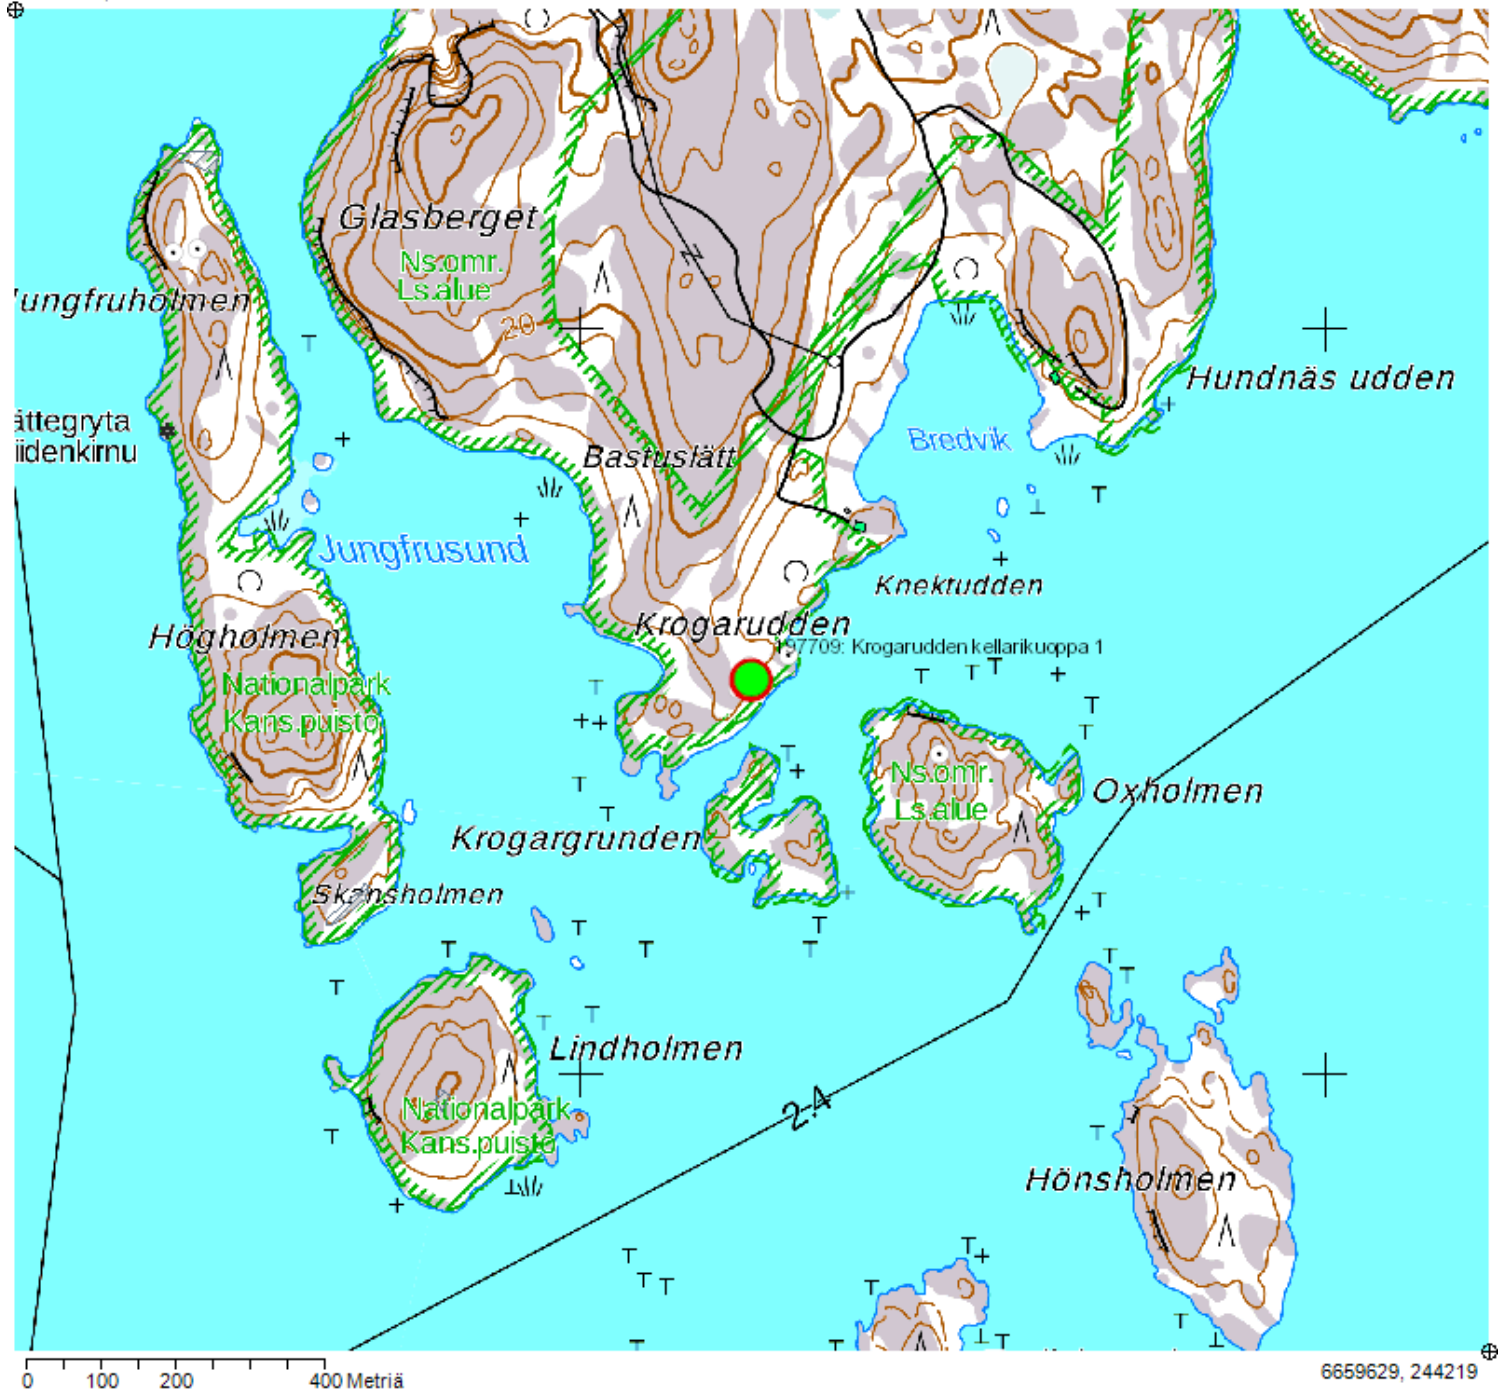 Glasberget
Ns.omr.
Ls.alue
ungfruholmen
20
Hundnäs udden
ättegryta
iidenkirnu
Bredvik
Bastuslätt
Jungfrusund
Knektudden
Högholmen
Krogarudden
197709: Krogarudden kellarikuoppa 1
Nationalpark
Kans.puisto
Ns.omr.
Ls.alue
Oxholmen
Krogargrunden
Skansholmen
Lindholmen
2.4
Nationalpark
Kans.puisto
Hönsholmen
0 100 200 400 Metriä
6659629, 244219